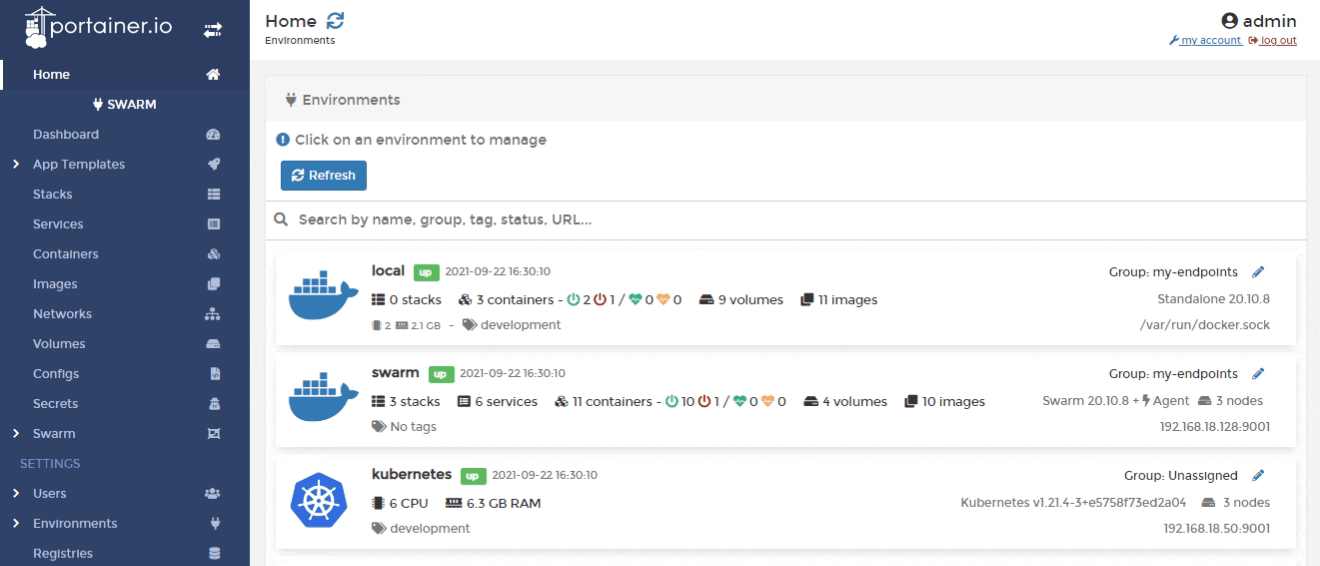 portainer.io
Home
SWARM
Dashboard
App Templates
Stacks
Services
Containers
Images
Networks
Volumes
Configs
Secrets
Swarm
SETTINGS
Users
Environments
Registries
Home
Environments
admin
my account log out
Environments
Click on an environment to manage
Refresh
Search by name, group, tag, status, URL...
local up 2021-09-22 16:30:10 Group: my-endpoints
0 stacks 3 containers - 2 1 / 0 0 9 volumes 11 images Standalone 20.10.8
2 2.1 GB - development /var/run/docker.sock
swarm up 2021-09-22 16:30:10 Group: my-endpoints
3 stacks 6 services 11 containers - 10 1 / 0 0 4 volumes 10 images Swarm 20.10.8 + Agent 3 nodes
No tags 192.168.18.128:9001
kubernetes up 2021-09-22 16:30:10 Group: Unassigned
6 CPU 6.3 GB RAM Kubernetes v1.21.4-3+e5758f73ed2a04 3 nodes
development 192.168.18.50:9001